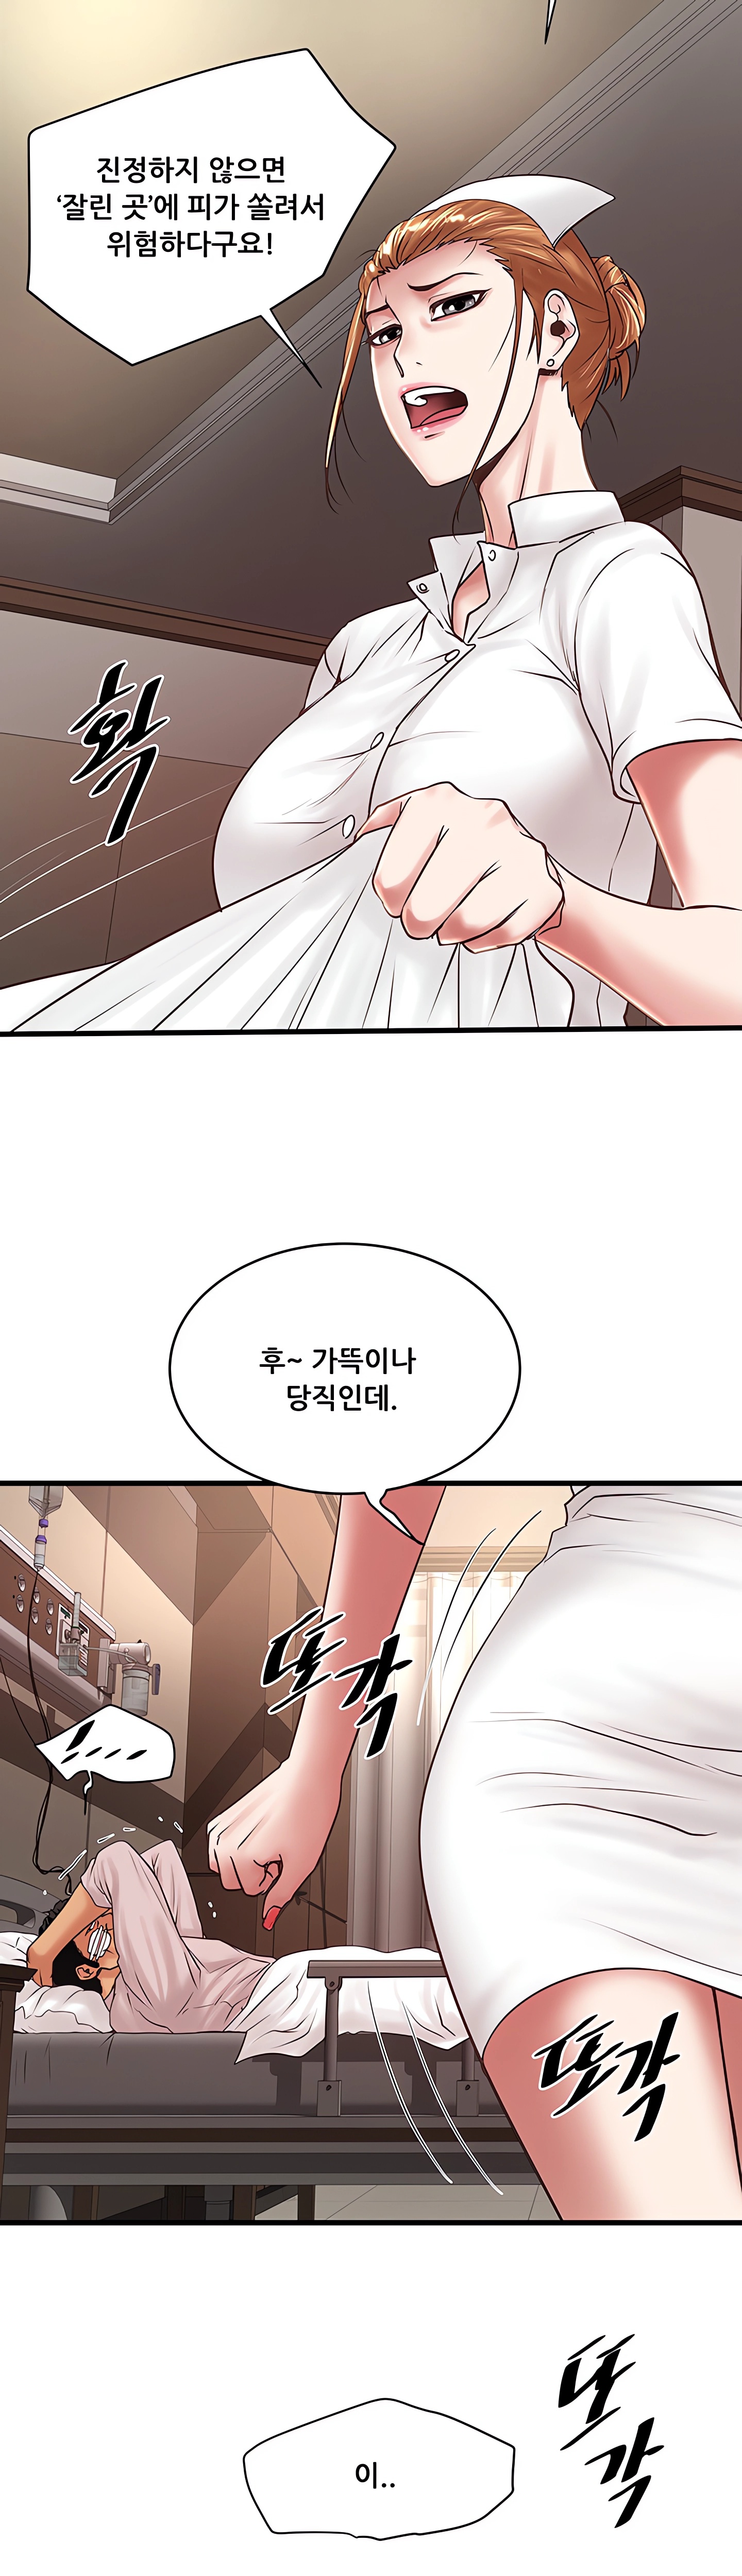 진정하지 않으면
‘잘린 곳’에 피가 쏠려서
위험하다구요!
확
후~ 가뜩이나
당직인데.
또각
!....
또각
또각
이..